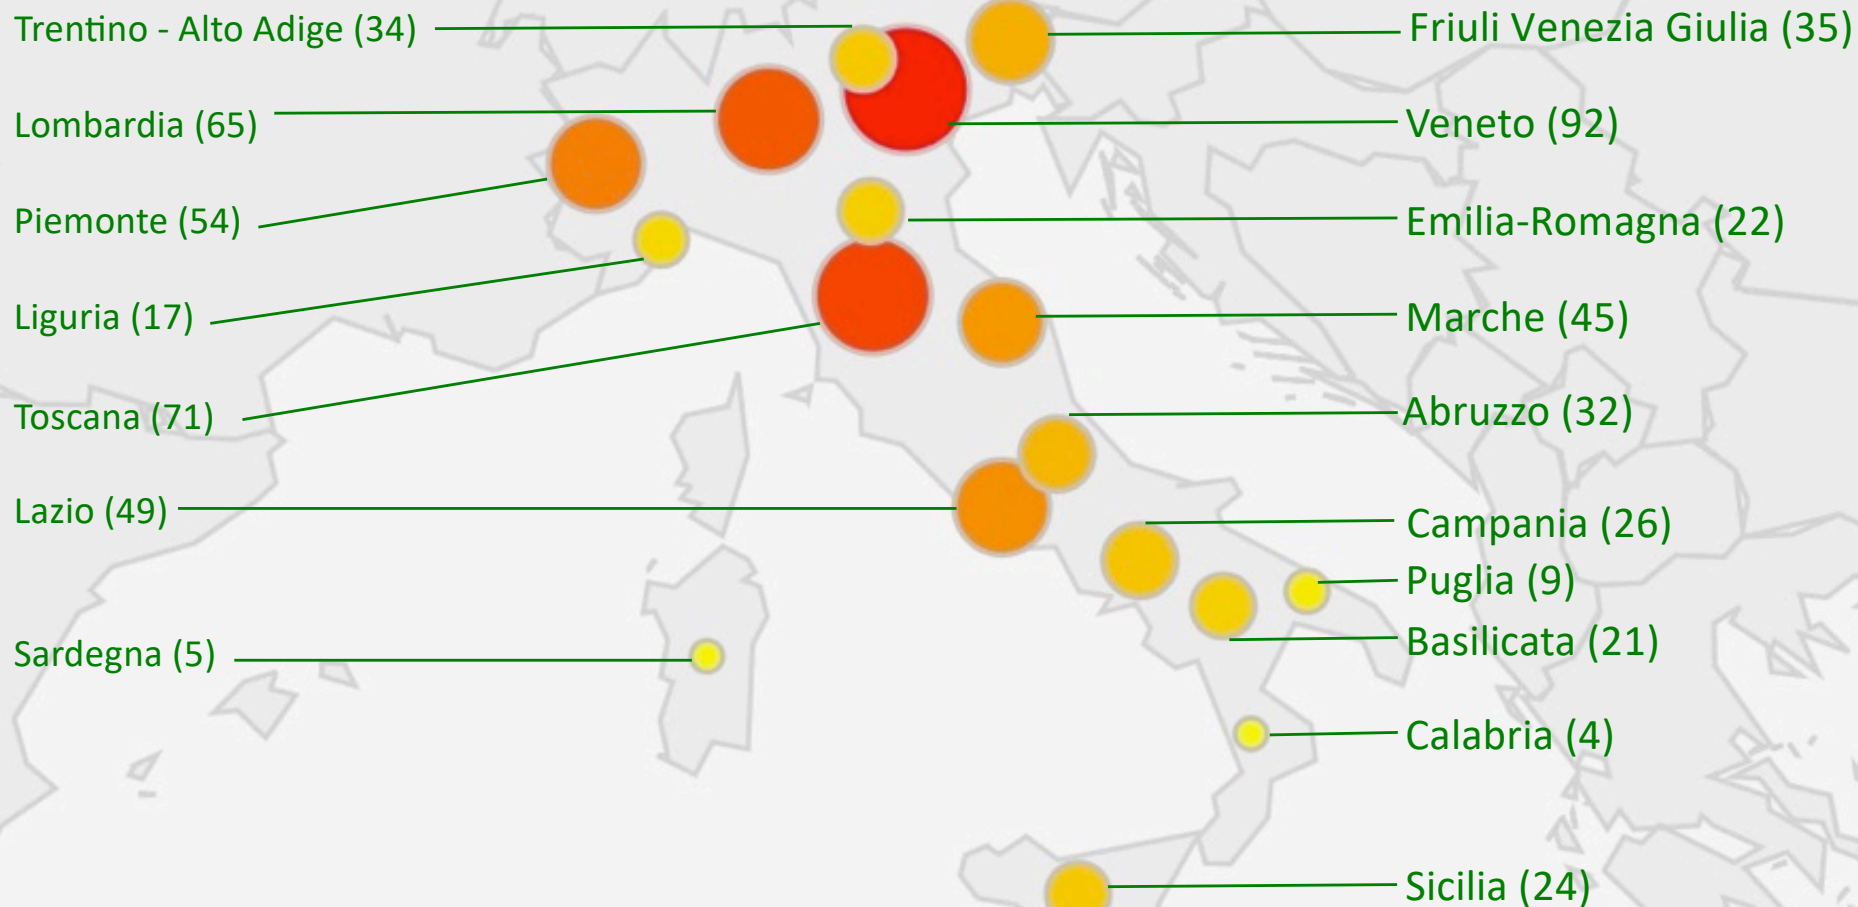 Trentino - Alto Adige (34)
Lombardia (65)
Piemonte (54)
Liguria (17)
Toscana (71)
Lazio (49)
Sardegna (5)
Friuli Venezia Giulia (35)
Veneto (92)
Emilia-Romagna (22)
Marche (45)
Abruzzo (32)
Campania (26)
Puglia (9)
Basilicata (21)
Calabria (4)
Sicilia (24)